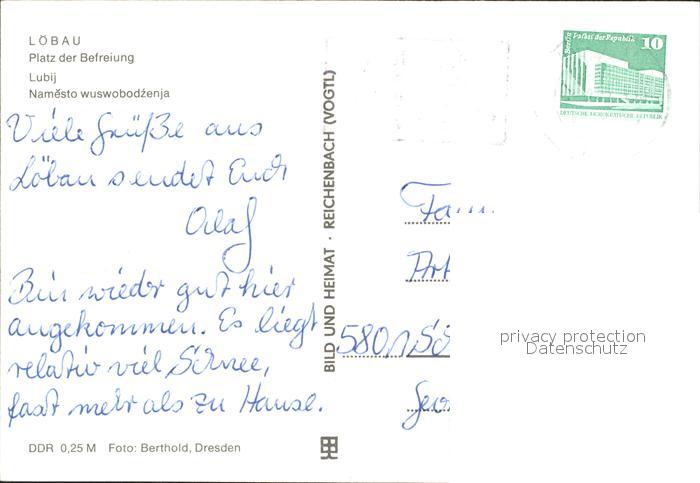 LÖBAU
Platz der Befreiung
Lubij
Naměsto wuswobodźenja
Viele Grüße aus
Löbau sendet Euch
Olaf
Bin wieder gut hier
angekommen. Es liegt
relativ viel Schnee,
fast mehr als zu Hause.
DDR 0,25 M Foto: Berthold, Dresden
BILD UND HEIMAT · REICHENBACH (VOGTL)
Berlin Palast der Republik
10
DEUTSCHE DEMOKRATISCHE REPUBLIK
Fam
5801
privacy protection
Datenschutz